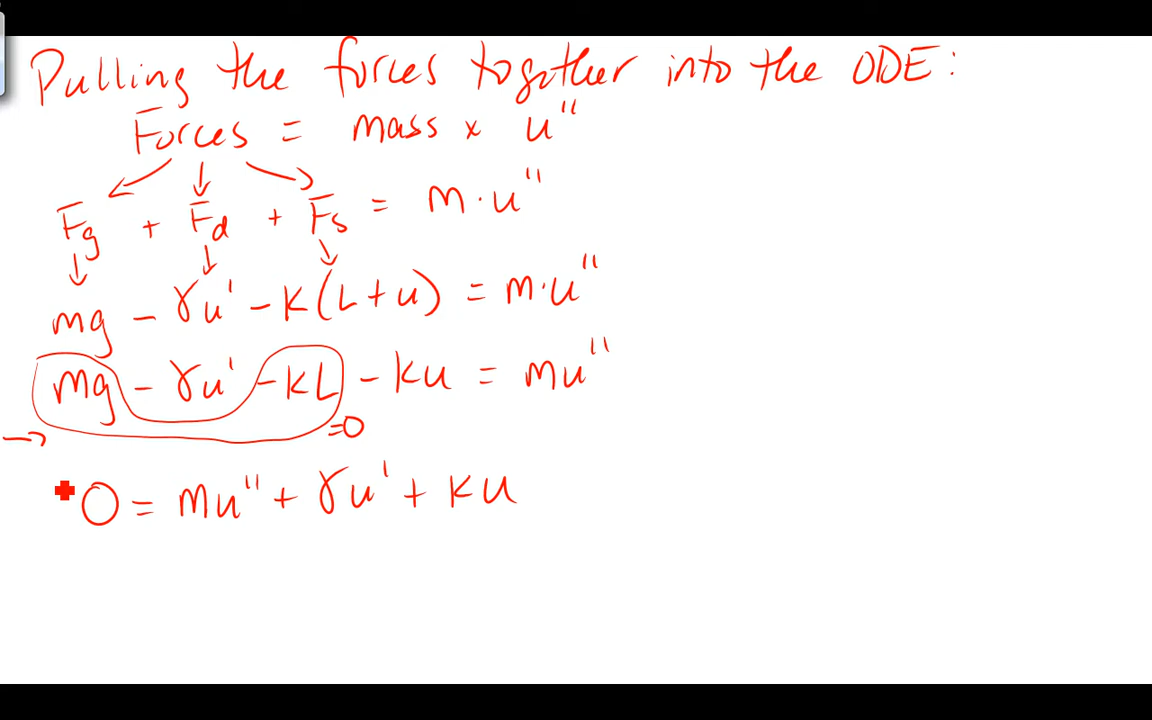 Pulling the forces together into the ODE:
Forces = mass × u''
Fg + Fd + Fs = m·u''
mg - γu' - k(L+u) = m·u''
mg - γu' - kL - ku = mu''
=0
0 = mu'' + γu' + ku